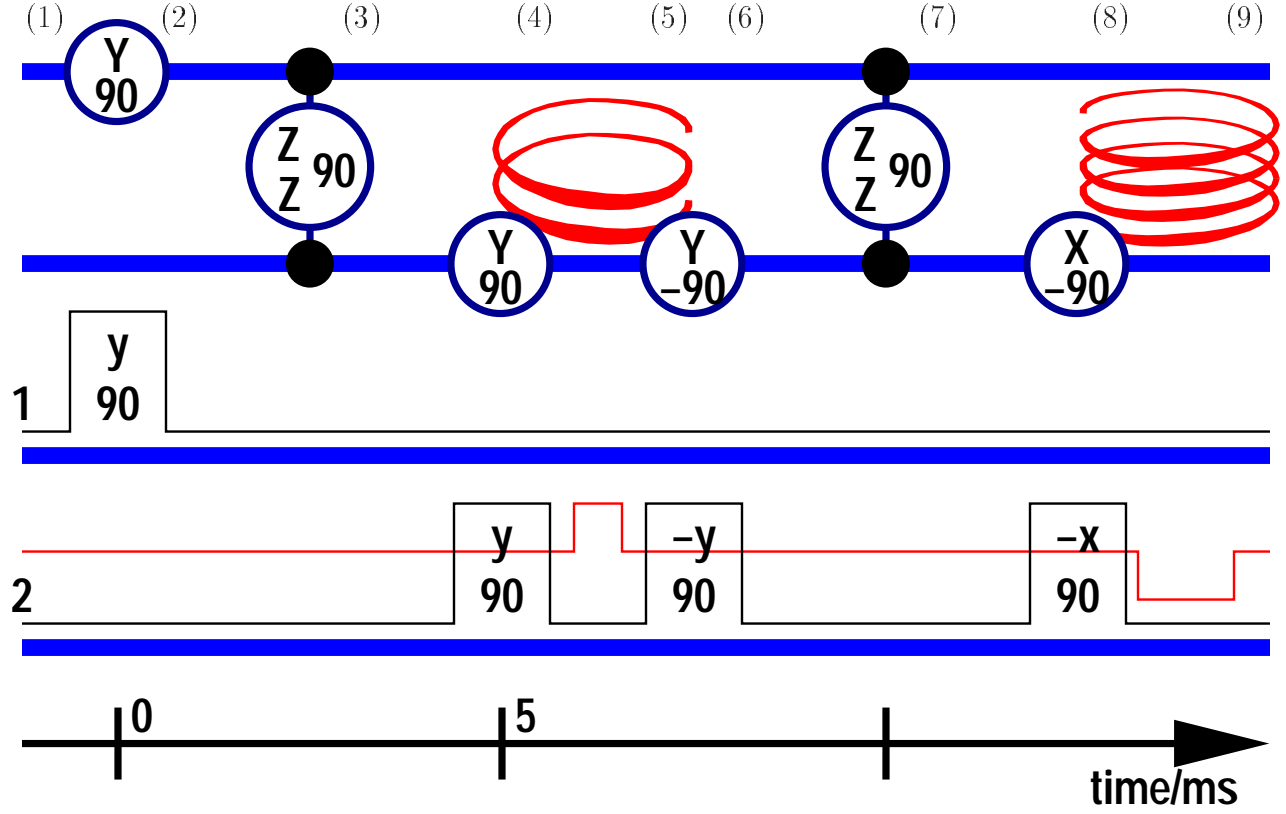 (1) (2) (3) (4) (5) (6) (7) (8) (9)
Y
90
Z
Z 90
Z
Z 90
Y
90
Y
–90
X
–90
y
90
1
y
90
–y
90
–x
90
2
0 5
time/ms